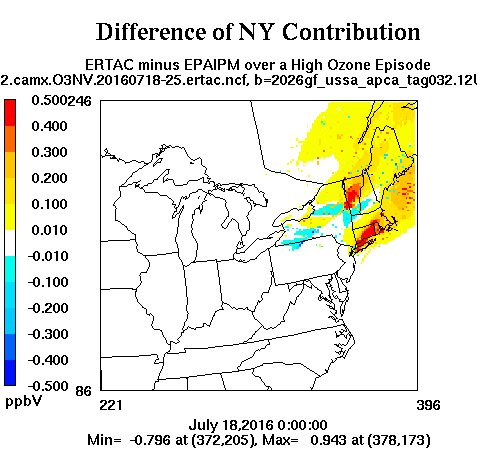 Difference of NY Contribution
ERTAC minus EPAIPM over a High Ozone Episode
2.camx.O3NV.20160718-25.ertac.ncf, b=2026gf_ussa_apca_tag032.12U
0.500
0.400
0.300
0.200
0.100
0.010
-0.010
-0.100
-0.200
-0.300
-0.400
-0.500
ppbV
246
86
221
396
July 18,2016 0:00:00
Min= -0.796 at (372,205), Max= 0.943 at (378,173)